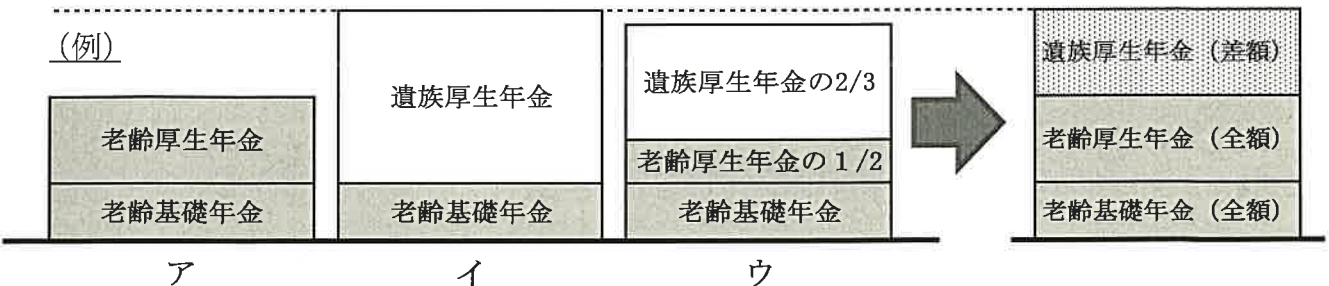 (例)
老齢厚生年金
老齢基礎年金
ア
遺族厚生年金
老齢基礎年金
イ
遺族厚生年金の2/3
老齢厚生年金の1/2
老齢基礎年金
ウ
遺族厚生年金(差額)
老齢厚生年金(全額)
老齢基礎年金(全額)